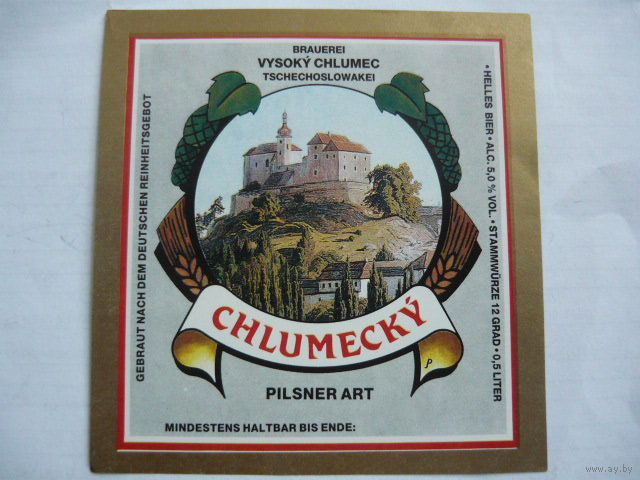 BRAUEREI
VYSOKÝ CHLUMEC
TSCHECHOSLOWAKEI
GEBRAUT NACH DEM DEUTSCHEN REINHEITSGEBOT
• HELLES BIER • ALC. 5,0 % VOL. • STAMMWÜRZE 12 GRAD • 0,5 LITER
CHLUMECKÝ
P
PILSNER ART
MINDESTENS HALTBAR BIS ENDE:
www.ay.by